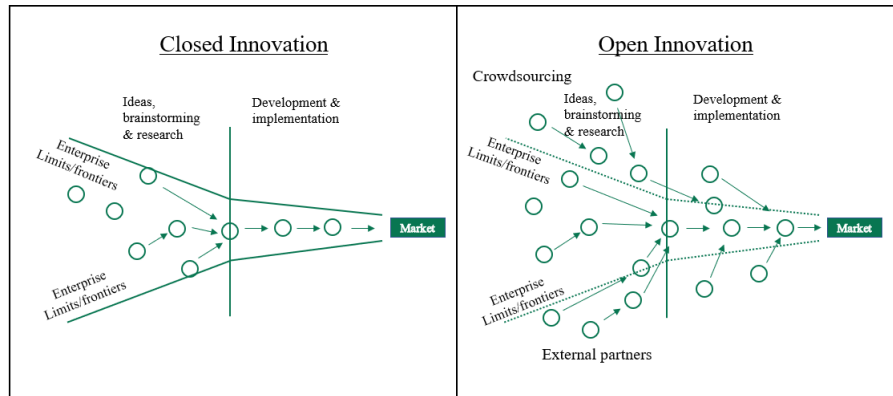 Closed Innovation
Ideas,
brainstorming
& research
Development &
implementation
Enterprise
Limits/frontiers
Market
Enterprise
Limits/frontiers
Open Innovation
Crowdsourcing
Ideas,
brainstorming
& research
Development &
implementation
Enterprise
Limits/frontiers
Market
Enterprise
Limits/frontiers
External partners